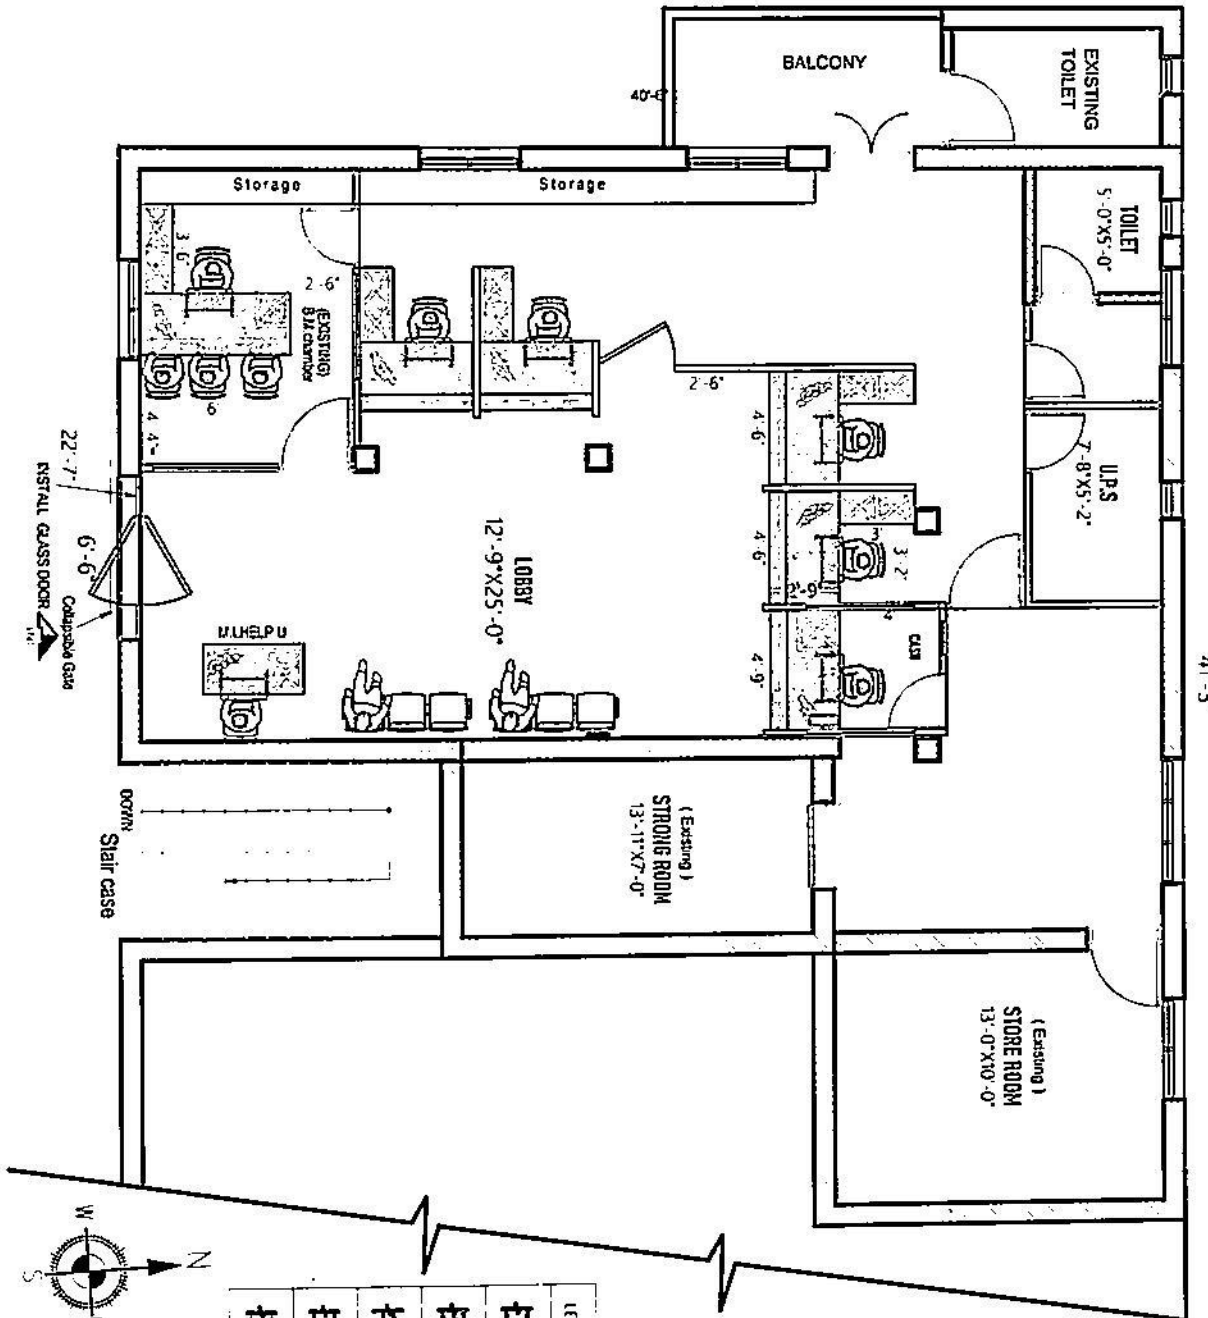 BALCONY
EXISTING
TOILET
Storage
Storage
TOILET
5'-0"X5'-0"
3'-6"
2'-6"
(EXISTING)
B.M. chamber
6'
4'-4"
2'-6"
U.P.S
7'-8"X5'-2"
4'-6"
4'-6"
4'-9"
3'
3'-2"
2'-9"
4'
CASH
22'-7"
INSTALL GLASS DOOR
6'-6"
Collapsible Gate
LOBBY
12'-9"X25'-0"
41'-5
DOWN
Stair case
( Existing )
STRONG ROOM
13'-11"X7'-0"
( Existing )
STORE ROOM
13'-0"X10'-0"
W
N
S